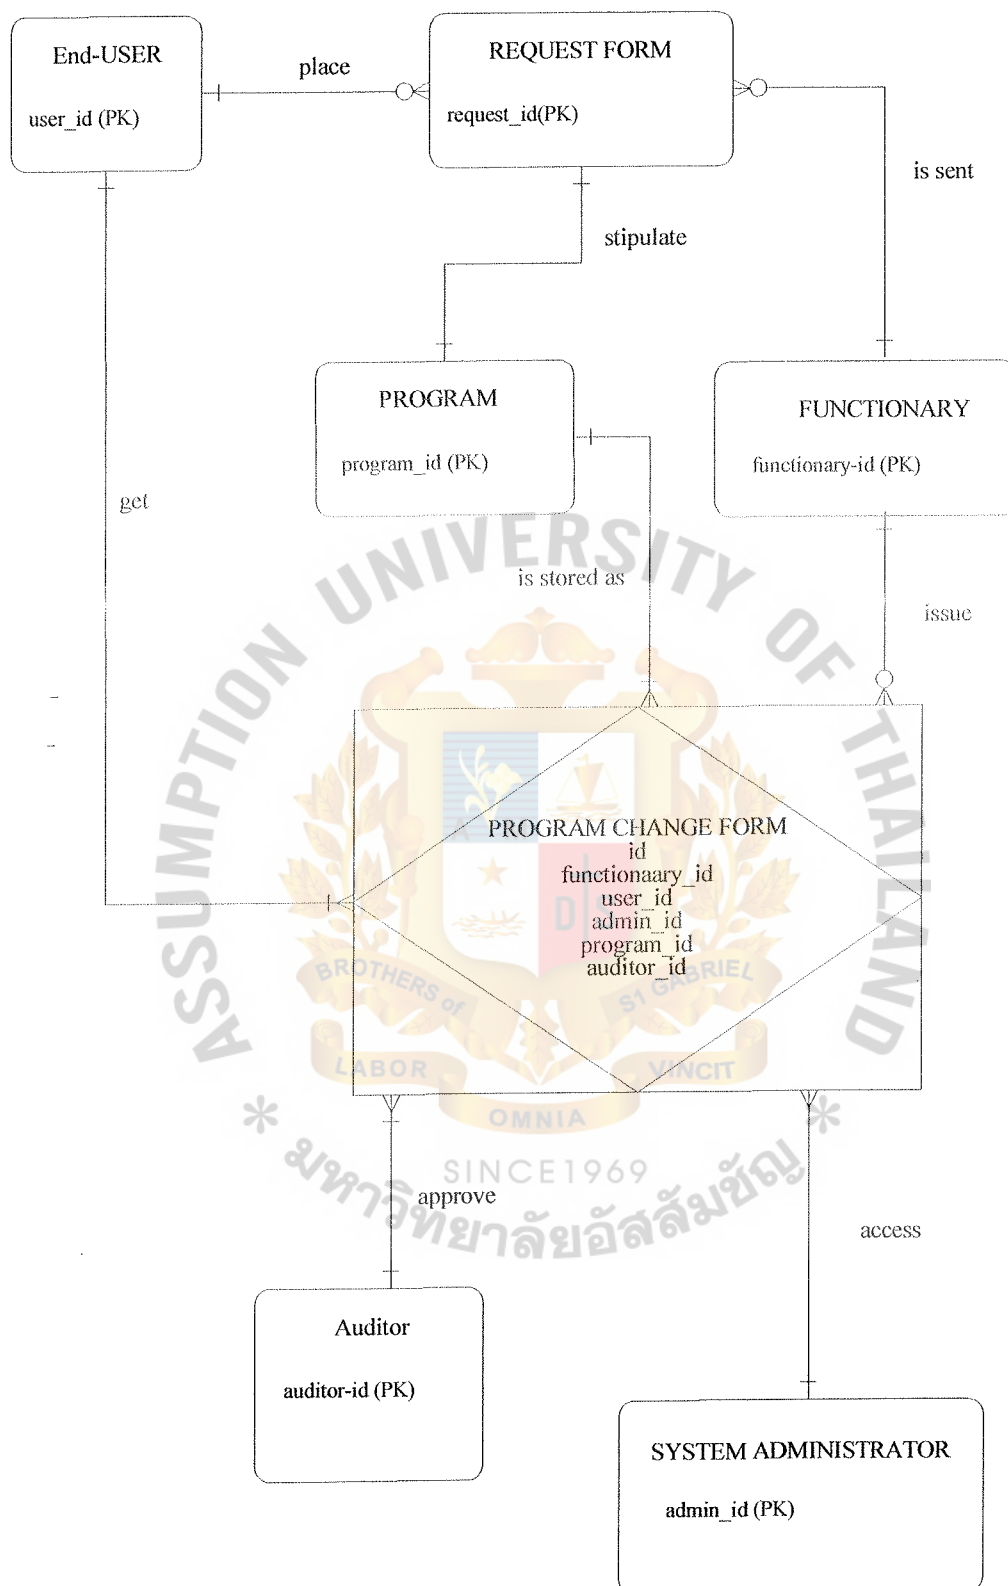 End-USER
user_id (PK)
place
REQUEST FORM
request_id(PK)
is sent
stipulate
PROGRAM
program_id (PK)
FUNCTIONARY
functionary-id (PK)
get
is stored as
issue
ASSUMPTION UNIVERSITY OF THAILAND
PROGRAM CHANGE FORM
id
functionaary_id
user_id
admin_id
program_id
auditor_id
D S
BROTHERS of
S1 GABRIEL
LABOR
OMNIA
VINCIT
SINCE1969
* มหาวิทยาลัยอัสสัมชัญ *
approve
access
Auditor
auditor-id (PK)
SYSTEM ADMINISTRATOR
admin_id (PK)